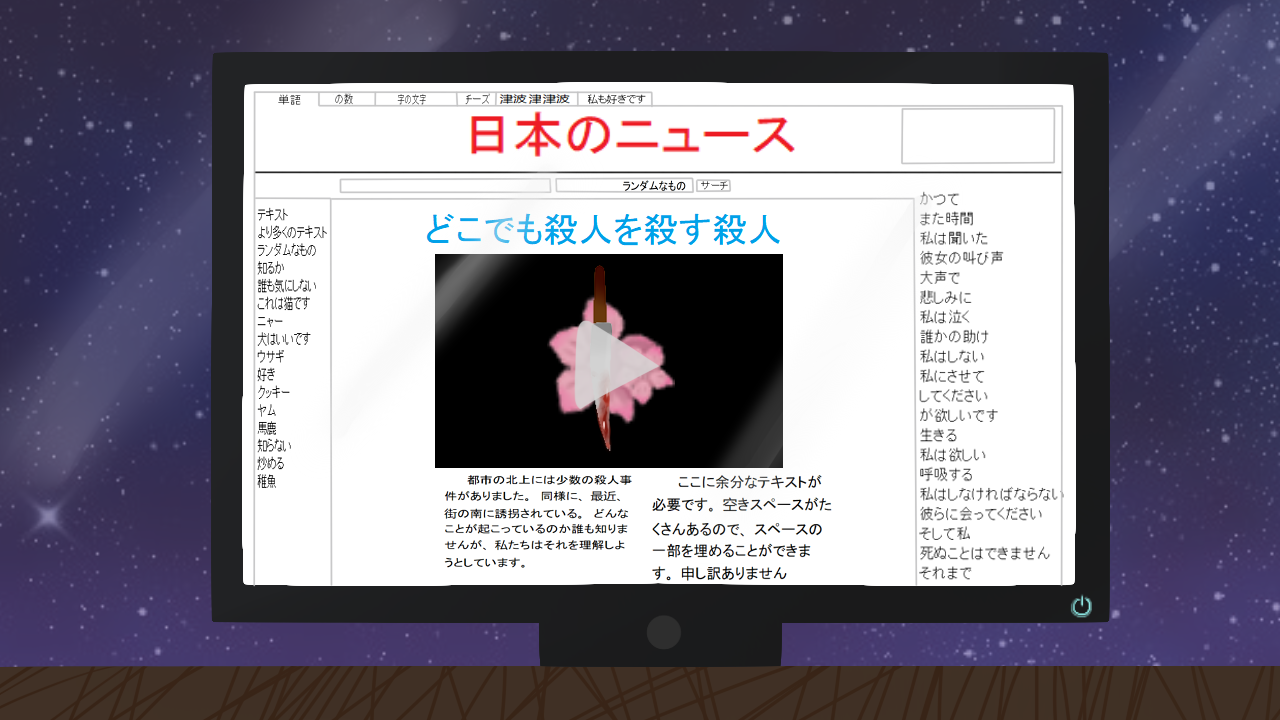 単語 の数 字の文字 チーズ 津波 津 津波 私も好きです
日本のニュース
ランダムなもの サーチ
テキスト
より多くのテキスト
ランダムなもの
知るか
誰も気にしない
これは猫です
ニャー
犬はいいです
ウサギ
好き
クッキー
ヤム
馬鹿
知らない
炒める
稚魚
どこでも殺人を殺す殺人
都市の北上には少数の殺人事
件がありました。 同様に、最近、
街の南に誘拐されている。 どんな
ことが起こっているのか誰も知りま
せんが、私たちはそれを理解しよ
うとしています。
ここに余分なテキストが
必要です。空きスペースがた
くさんあるので、スペースの
一部を埋めることができま
す。申し訳ありません
かつて
また時間
私は聞いた
彼女の叫び声
大声で
悲しみに
私は泣く
誰かの助け
私はしない
私にさせて
してください
が欲しいです
生きる
私は欲しい
呼吸する
私はしなければならない
彼らに会ってください
そして私
死ぬことはできません
それまで